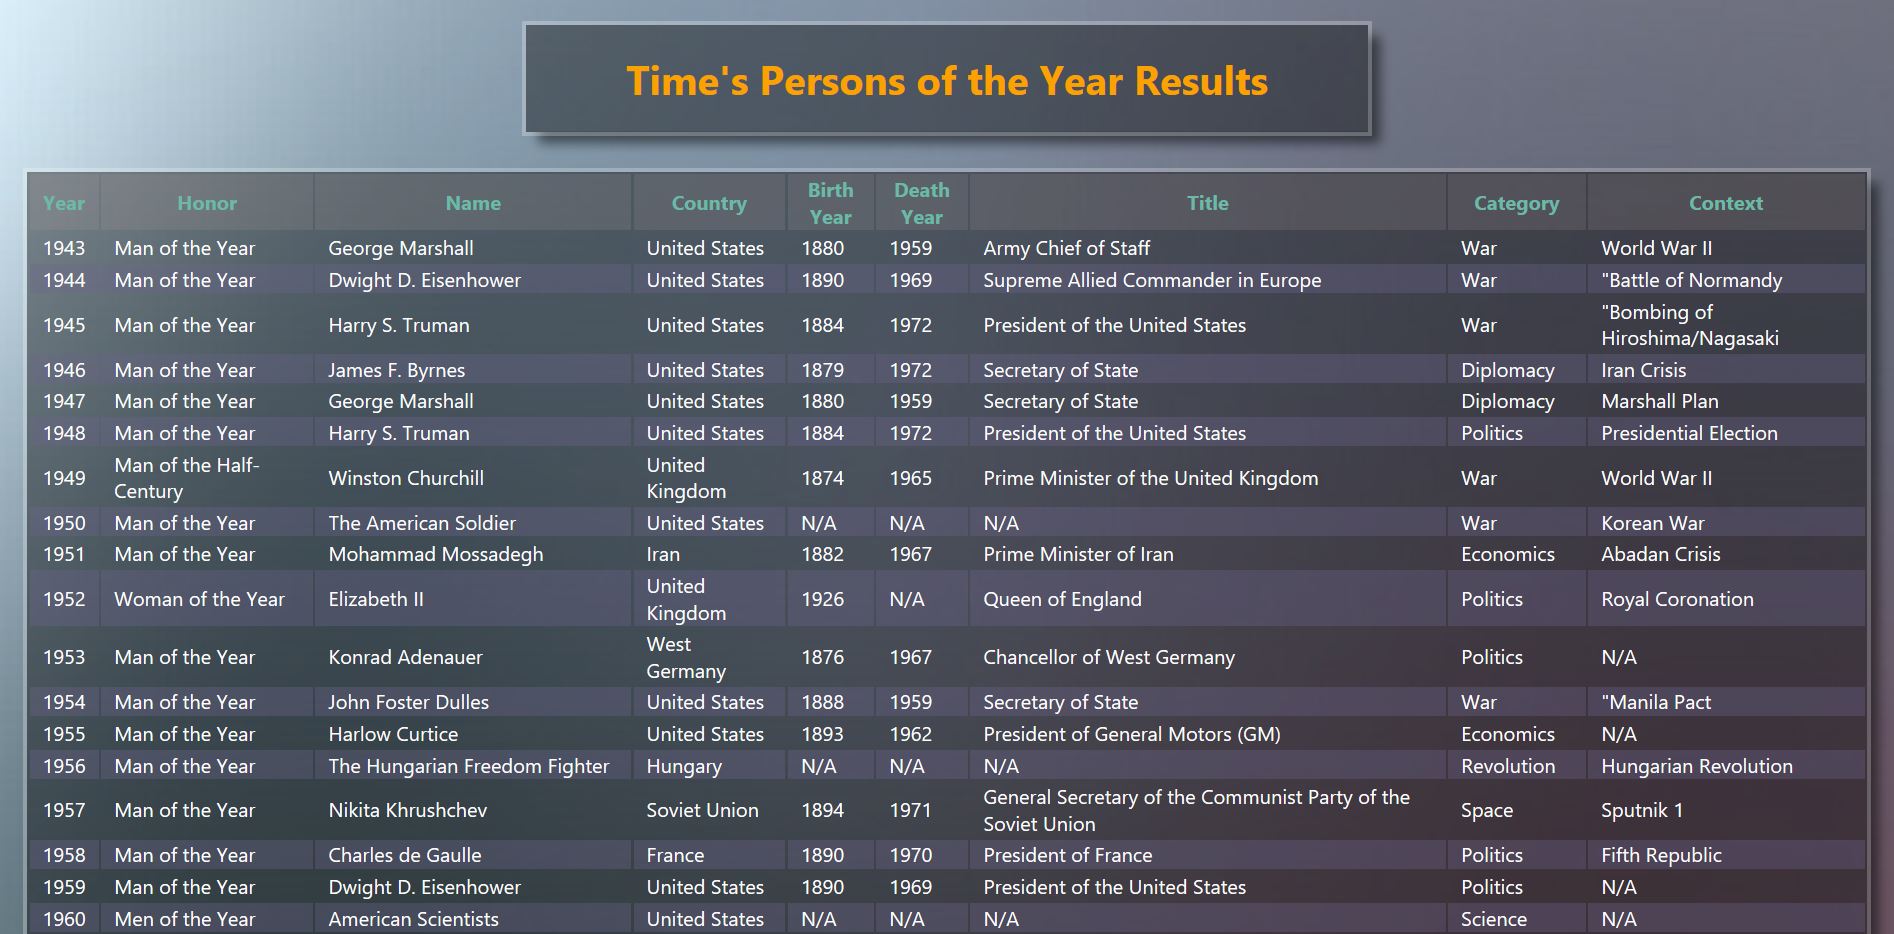 Time's Persons of the Year Results
Year Honor Name Country Birth Year Death Year Title Category Context
1943 Man of the Year George Marshall United States 1880 1959 Army Chief of Staff War World War II
1944 Man of the Year Dwight D. Eisenhower United States 1890 1969 Supreme Allied Commander in Europe War "Battle of Normandy
1945 Man of the Year Harry S. Truman United States 1884 1972 President of the United States War "Bombing of Hiroshima/Nagasaki
1946 Man of the Year James F. Byrnes United States 1879 1972 Secretary of State Diplomacy Iran Crisis
1947 Man of the Year George Marshall United States 1880 1959 Secretary of State Diplomacy Marshall Plan
1948 Man of the Year Harry S. Truman United States 1884 1972 President of the United States Politics Presidential Election
1949 Man of the Half-Century Winston Churchill United Kingdom 1874 1965 Prime Minister of the United Kingdom War World War II
1950 Man of the Year The American Soldier United States N/A N/A N/A War Korean War
1951 Man of the Year Mohammad Mossadegh Iran 1882 1967 Prime Minister of Iran Economics Abadan Crisis
1952 Woman of the Year Elizabeth II United Kingdom 1926 N/A Queen of England Politics Royal Coronation
1953 Man of the Year Konrad Adenauer West Germany 1876 1967 Chancellor of West Germany Politics N/A
1954 Man of the Year John Foster Dulles United States 1888 1959 Secretary of State War "Manila Pact
1955 Man of the Year Harlow Curtice United States 1893 1962 President of General Motors (GM) Economics N/A
1956 Man of the Year The Hungarian Freedom Fighter Hungary N/A N/A N/A Revolution Hungarian Revolution
1957 Man of the Year Nikita Khrushchev Soviet Union 1894 1971 General Secretary of the Communist Party of the Soviet Union Space Sputnik 1
1958 Man of the Year Charles de Gaulle France 1890 1970 President of France Politics Fifth Republic
1959 Man of the Year Dwight D. Eisenhower United States 1890 1969 President of the United States Politics N/A
1960 Men of the Year American Scientists United States N/A N/A N/A Science N/A